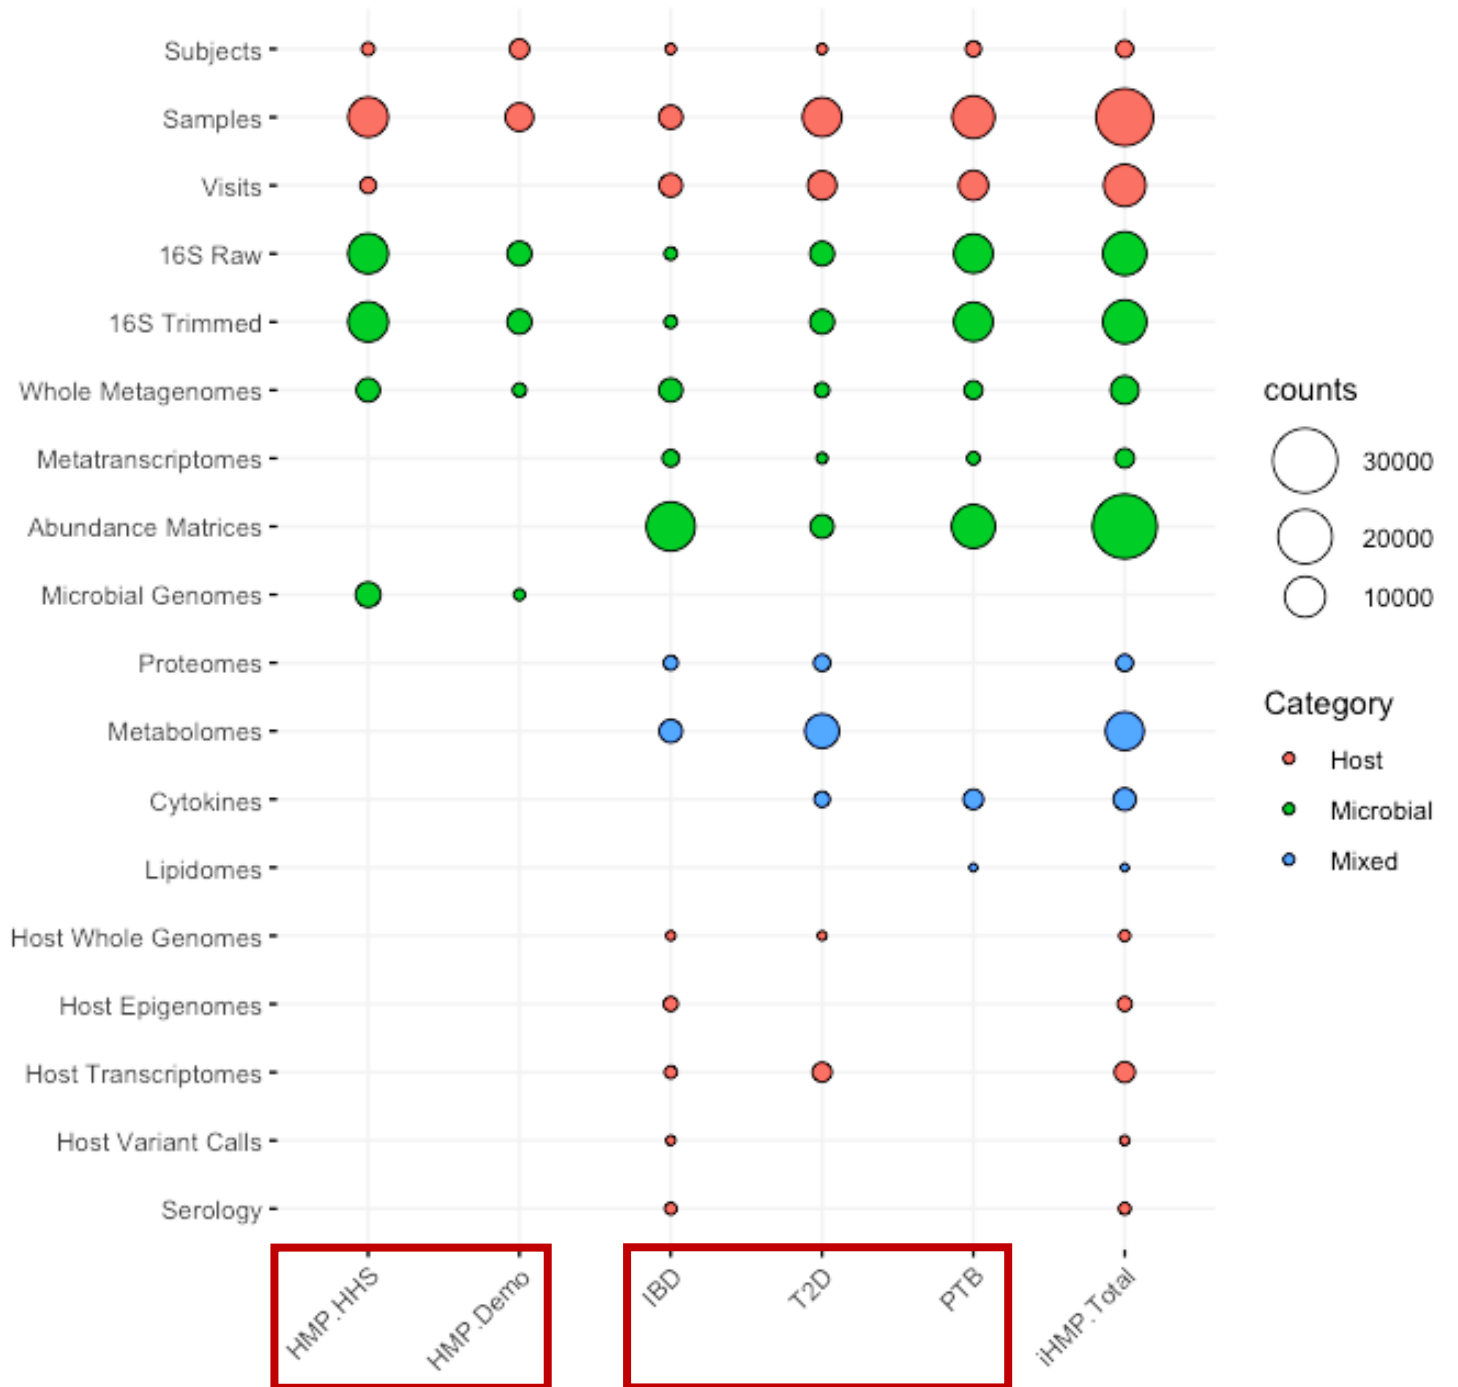 Subjects
Samples
Visits
16S Raw
16S Trimmed
Whole Metagenomes
Metatranscriptomes
Abundance Matrices
Microbial Genomes
Proteomes
Metabolomes
Cytokines
Lipidomes
Host Whole Genomes
Host Epigenomes
Host Transcriptomes
Host Variant Calls
Serology
HMP.HHS
HMP.Demo
IBD
T2D
PTB
iHMP.Total
counts
30000
20000
10000
Category
Host
Microbial
Mixed